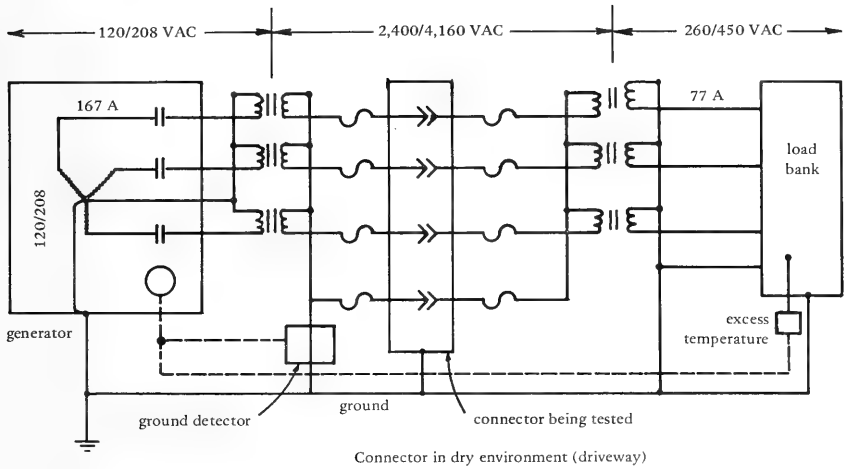 120/208 VAC
2,400/4,160 VAC
260/450 VAC
167 A
77 A
load
bank
120/208
generator
excess
temperature
ground detector
ground
connector being tested
Connector in dry environment (driveway)